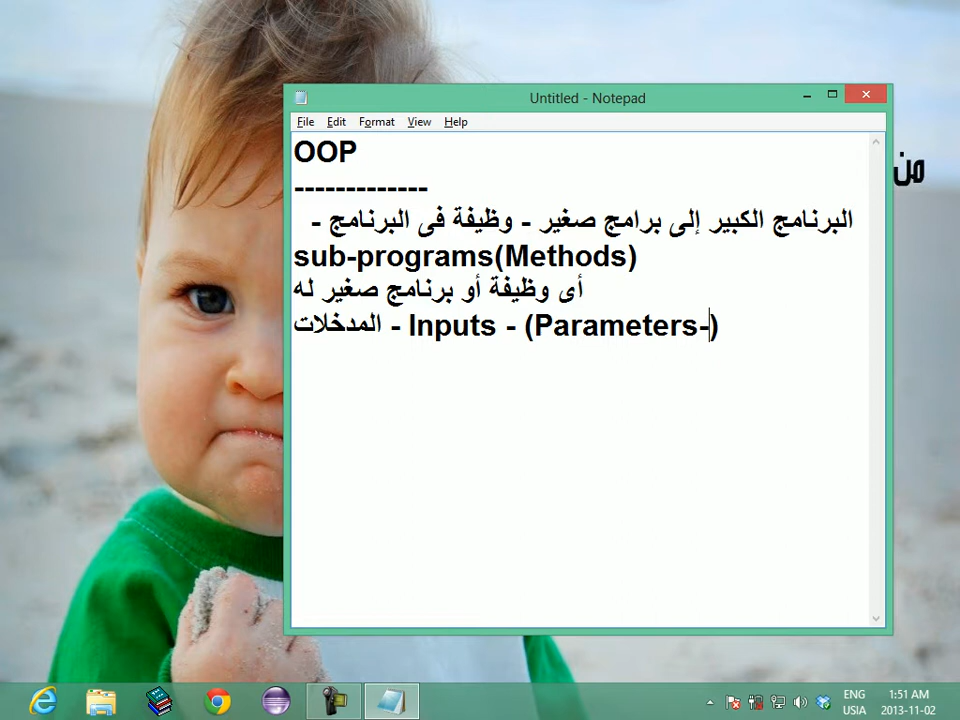 Untitled - Notepad
File Edit Format View Help
من
OOP
-------------
البرنامج الكبير إلى برامج صغير - وظيفة فى البرنامج -
sub-programs(Methods)
أى وظيفة أو برنامج صغير له
المدخلات - Inputs - (Parameters-)
ENG 1:51 AM
USIA 2013-11-02